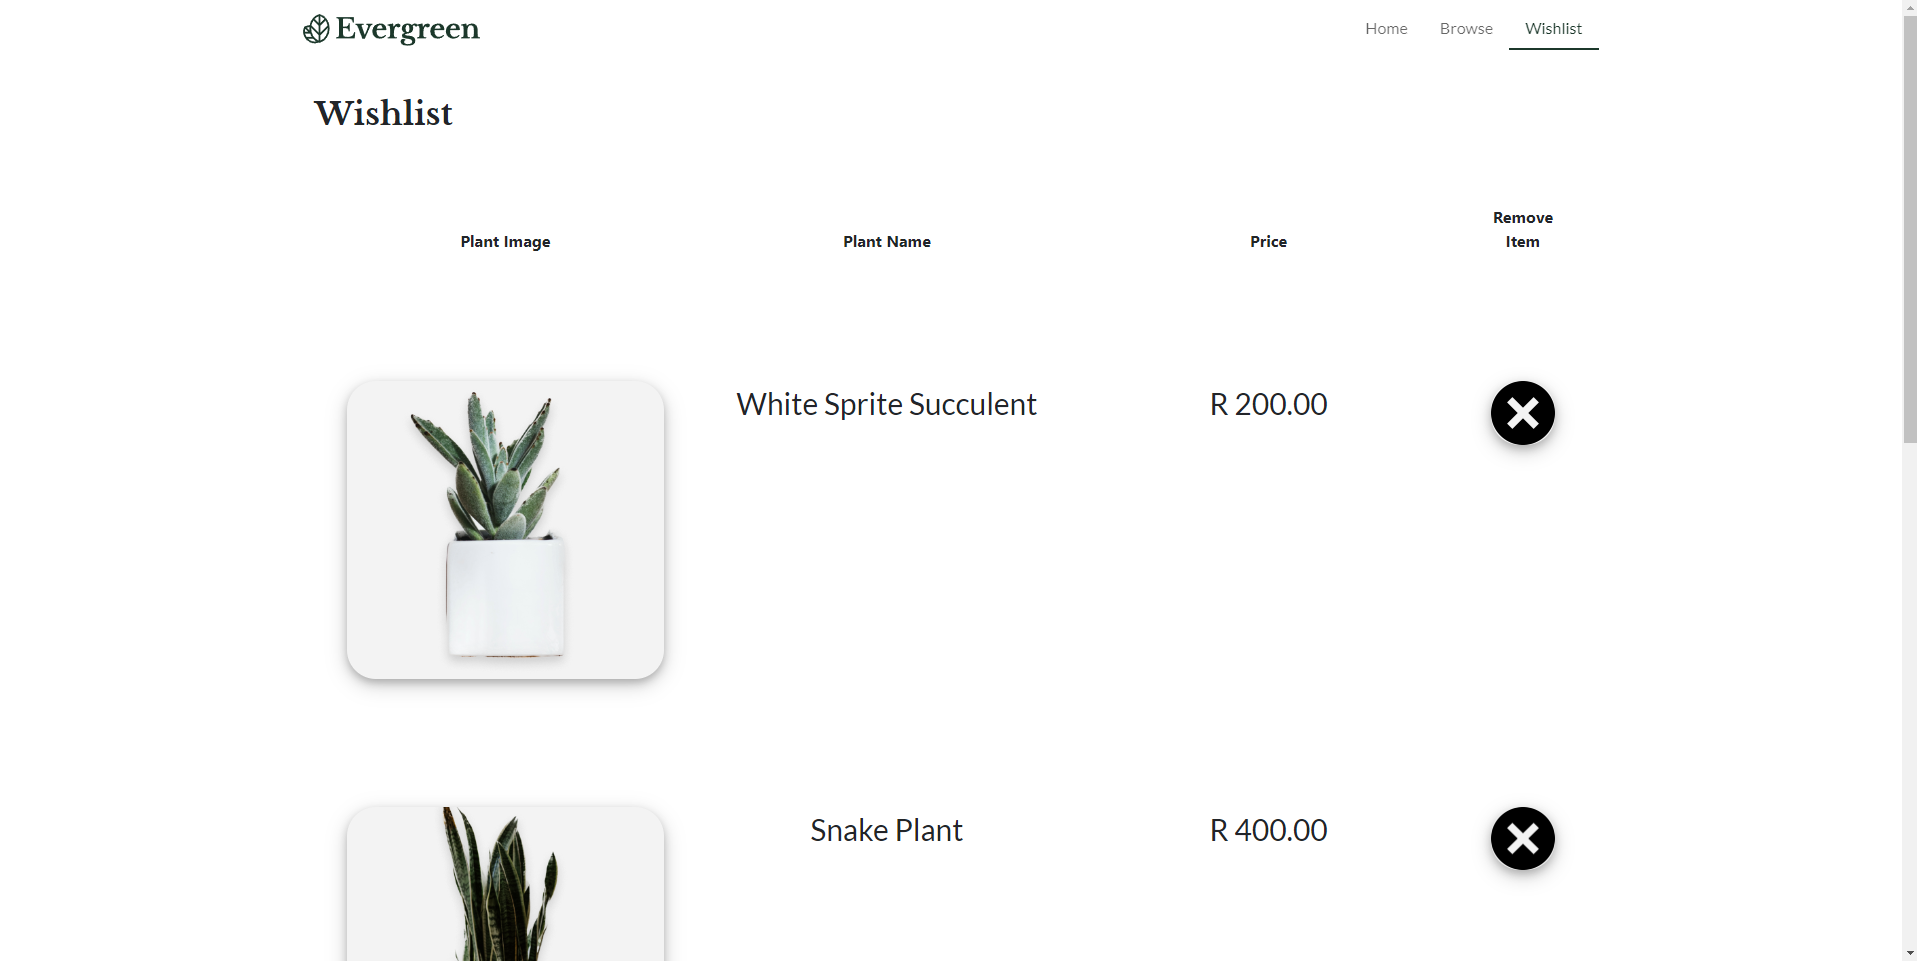 Evergreen
Home Browse Wishlist
Wishlist
Plant Image Plant Name Price Remove
Item
White Sprite Succulent R 200.00
Snake Plant R 400.00